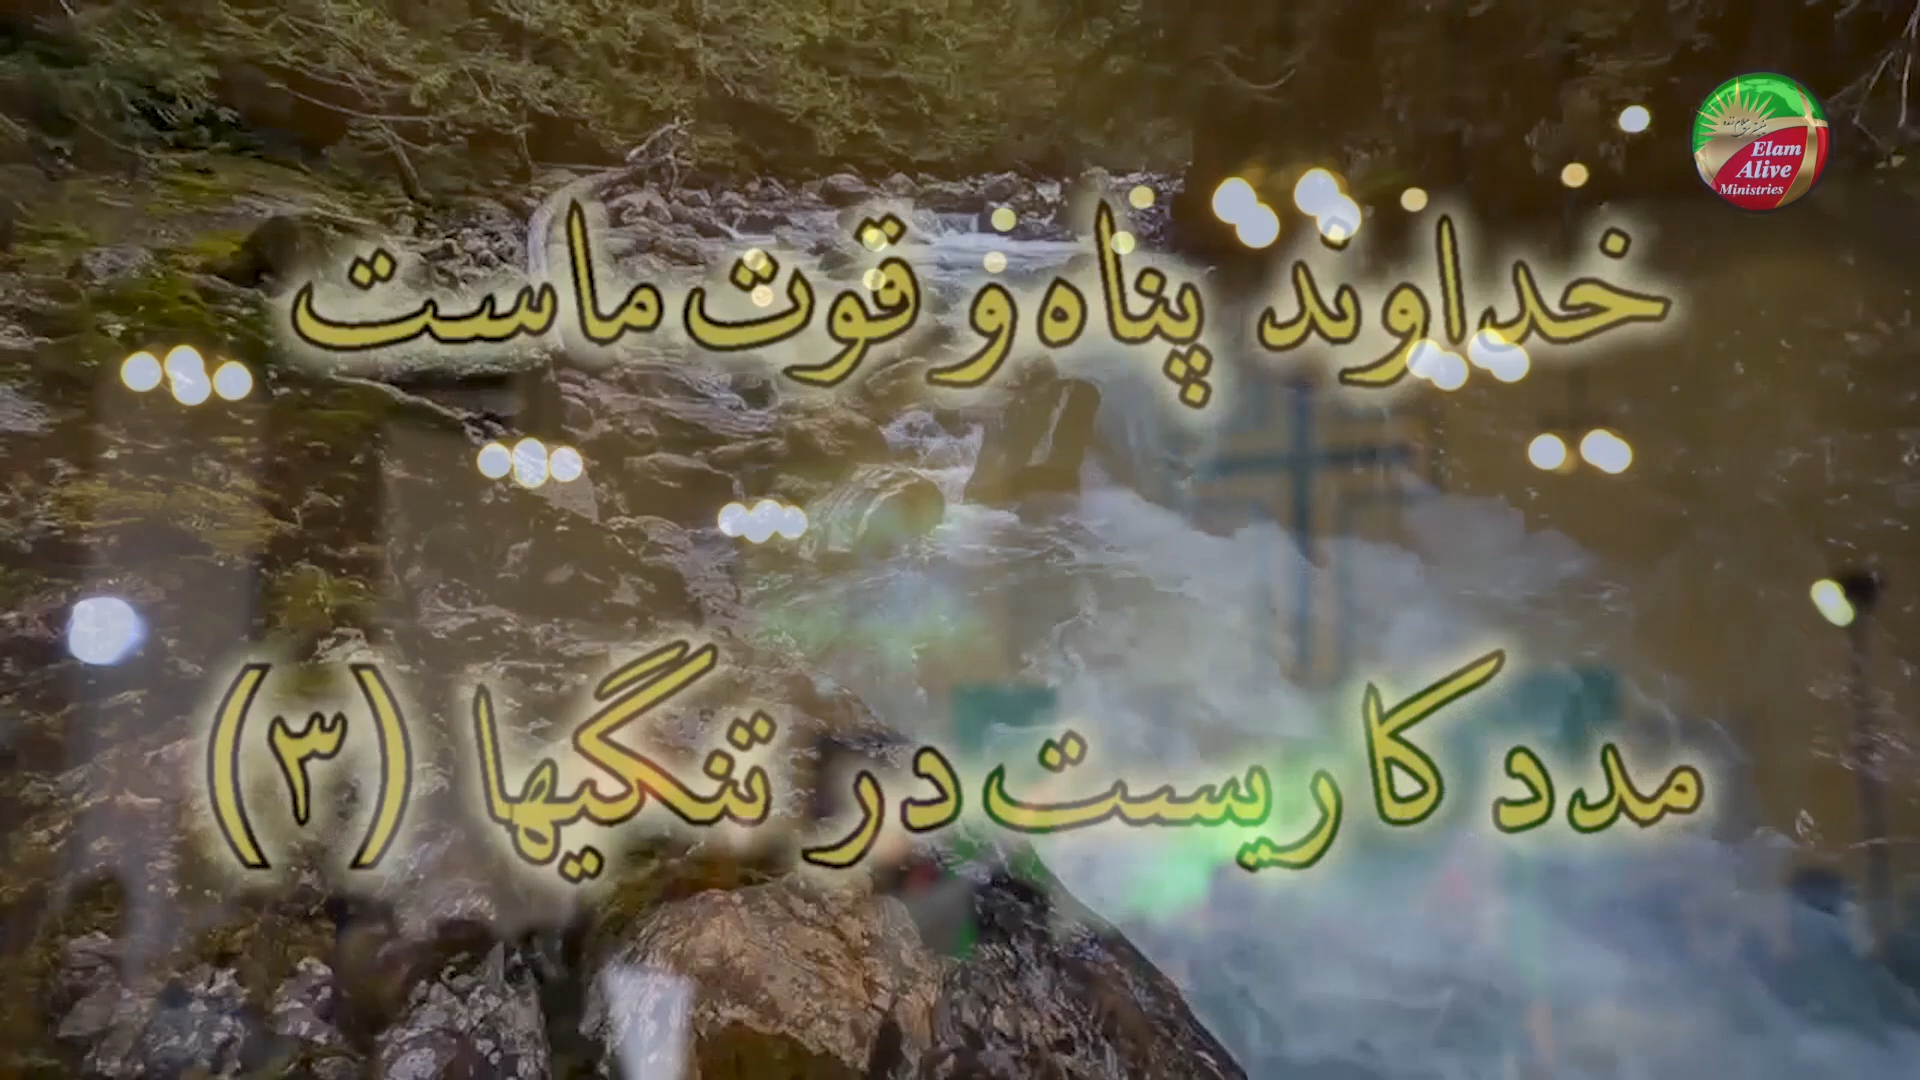 خداوند پناه و قوت ماست
مدد کاریست در تنگیها (۳)
Elam
Alive
Ministries